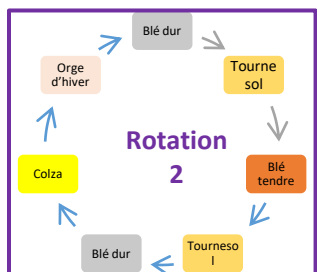 Blé dur
Tourne
sol
Blé
tendre
Tourneso
l
Blé dur
Colza
Orge
d'hiver
Rotation
2